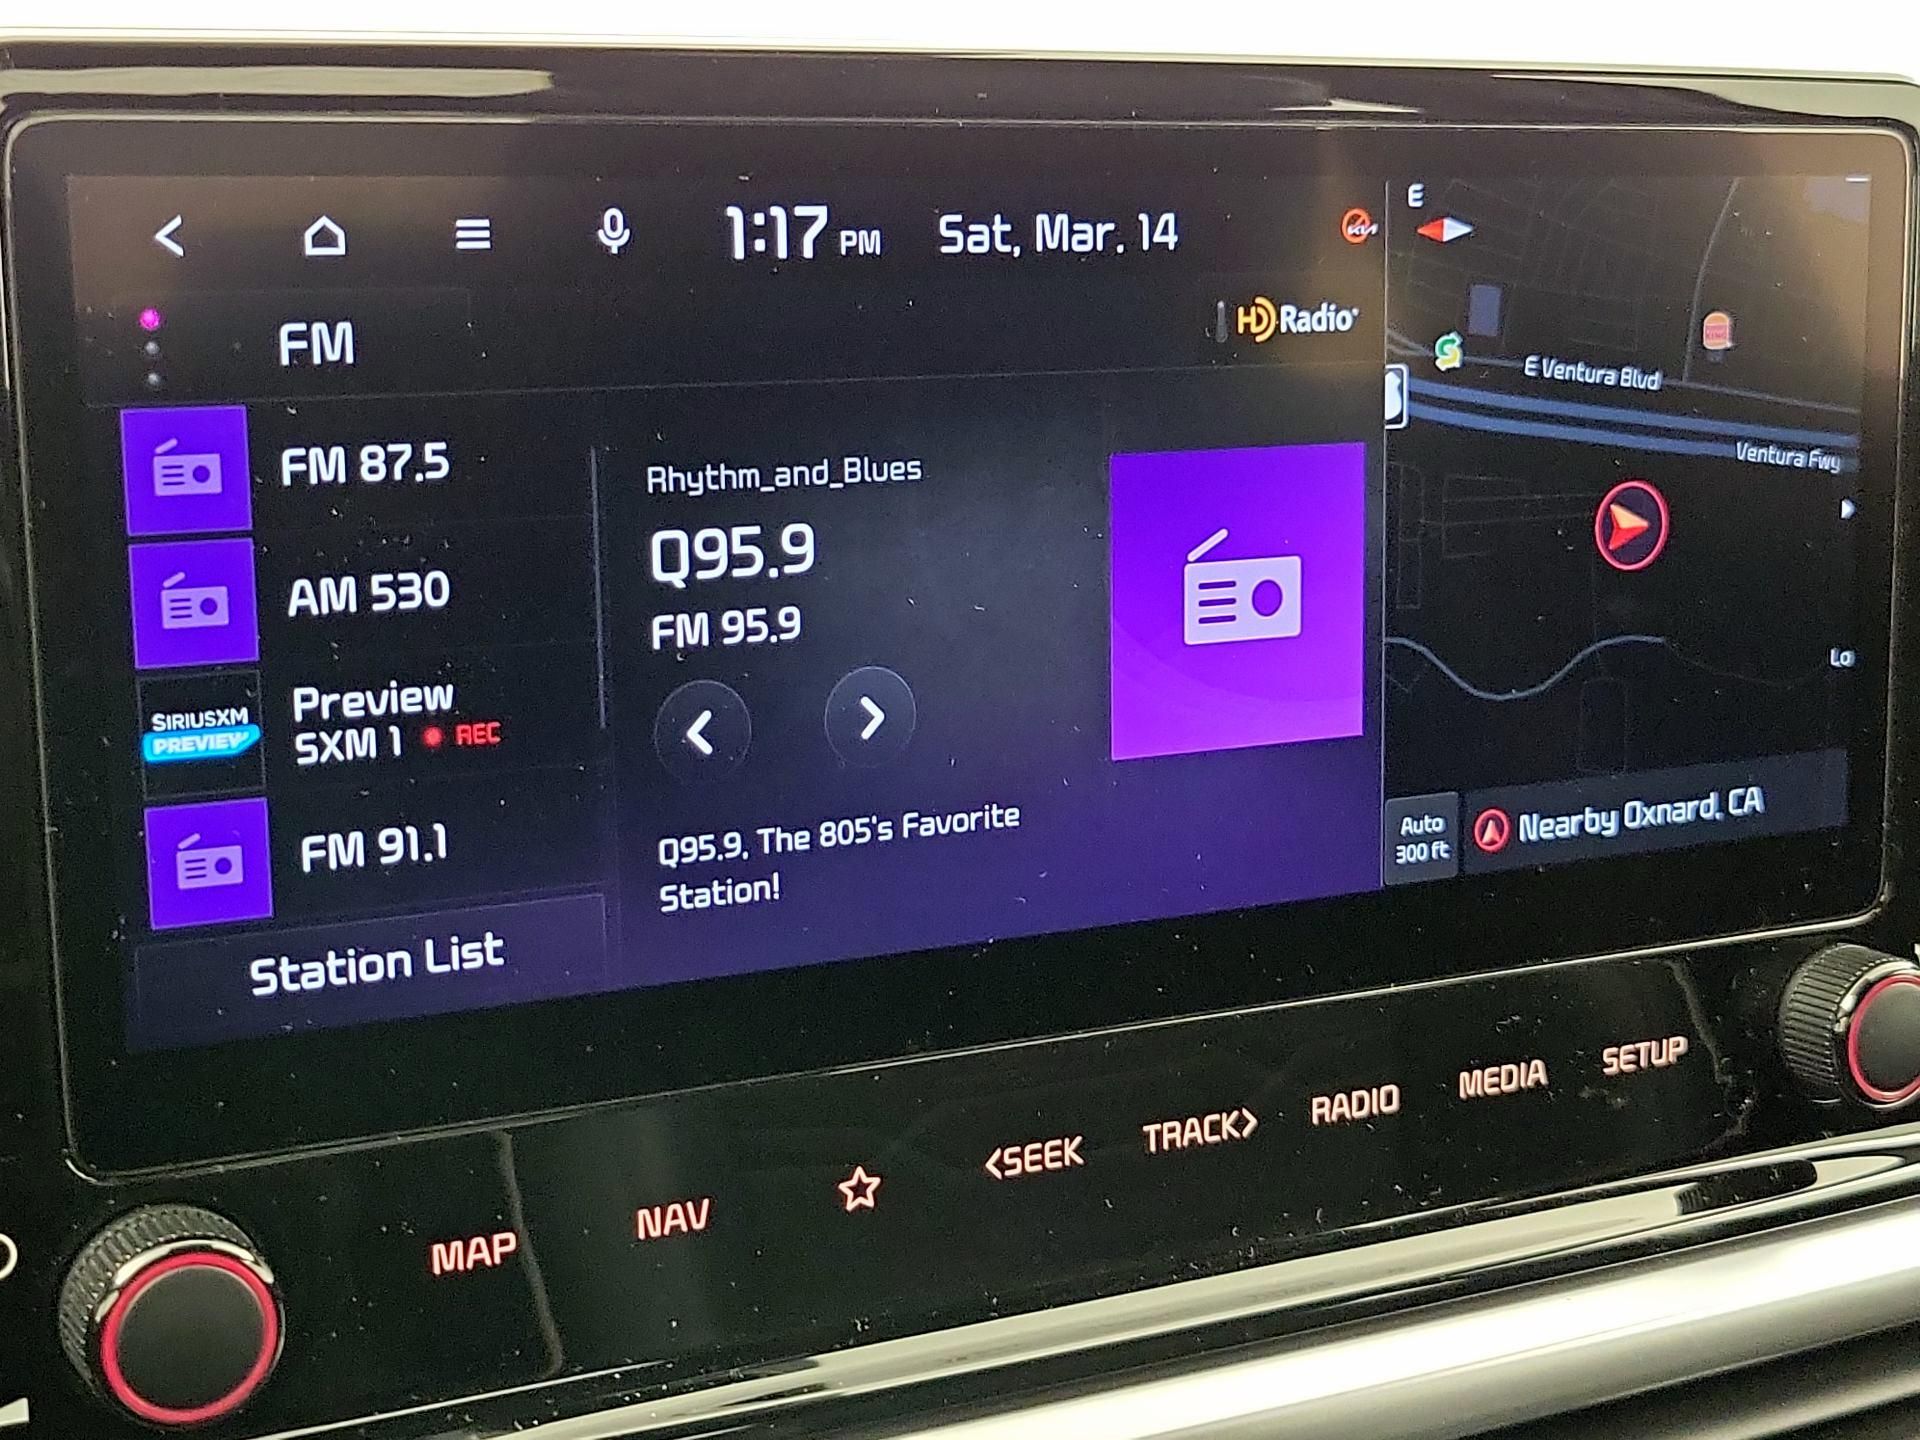 1:17 PM Sat, Mar. 14
FM
HD Radio
FM 87.5
AM 530
SIRIUSXM
PREVIEW
Preview
SXM 1 REC
FM 91.1
Station List
Rhythm_and_Blues
Q95.9
FM 95.9
Q95.9. The 805's Favorite
Station!
E
E Ventura Blvd
Ventura Fwy
Lo
Auto
300 ft
Nearby Oxnard, CA
MAP
NAV
<SEEK
TRACK>
RADIO
MEDIA
SETUP